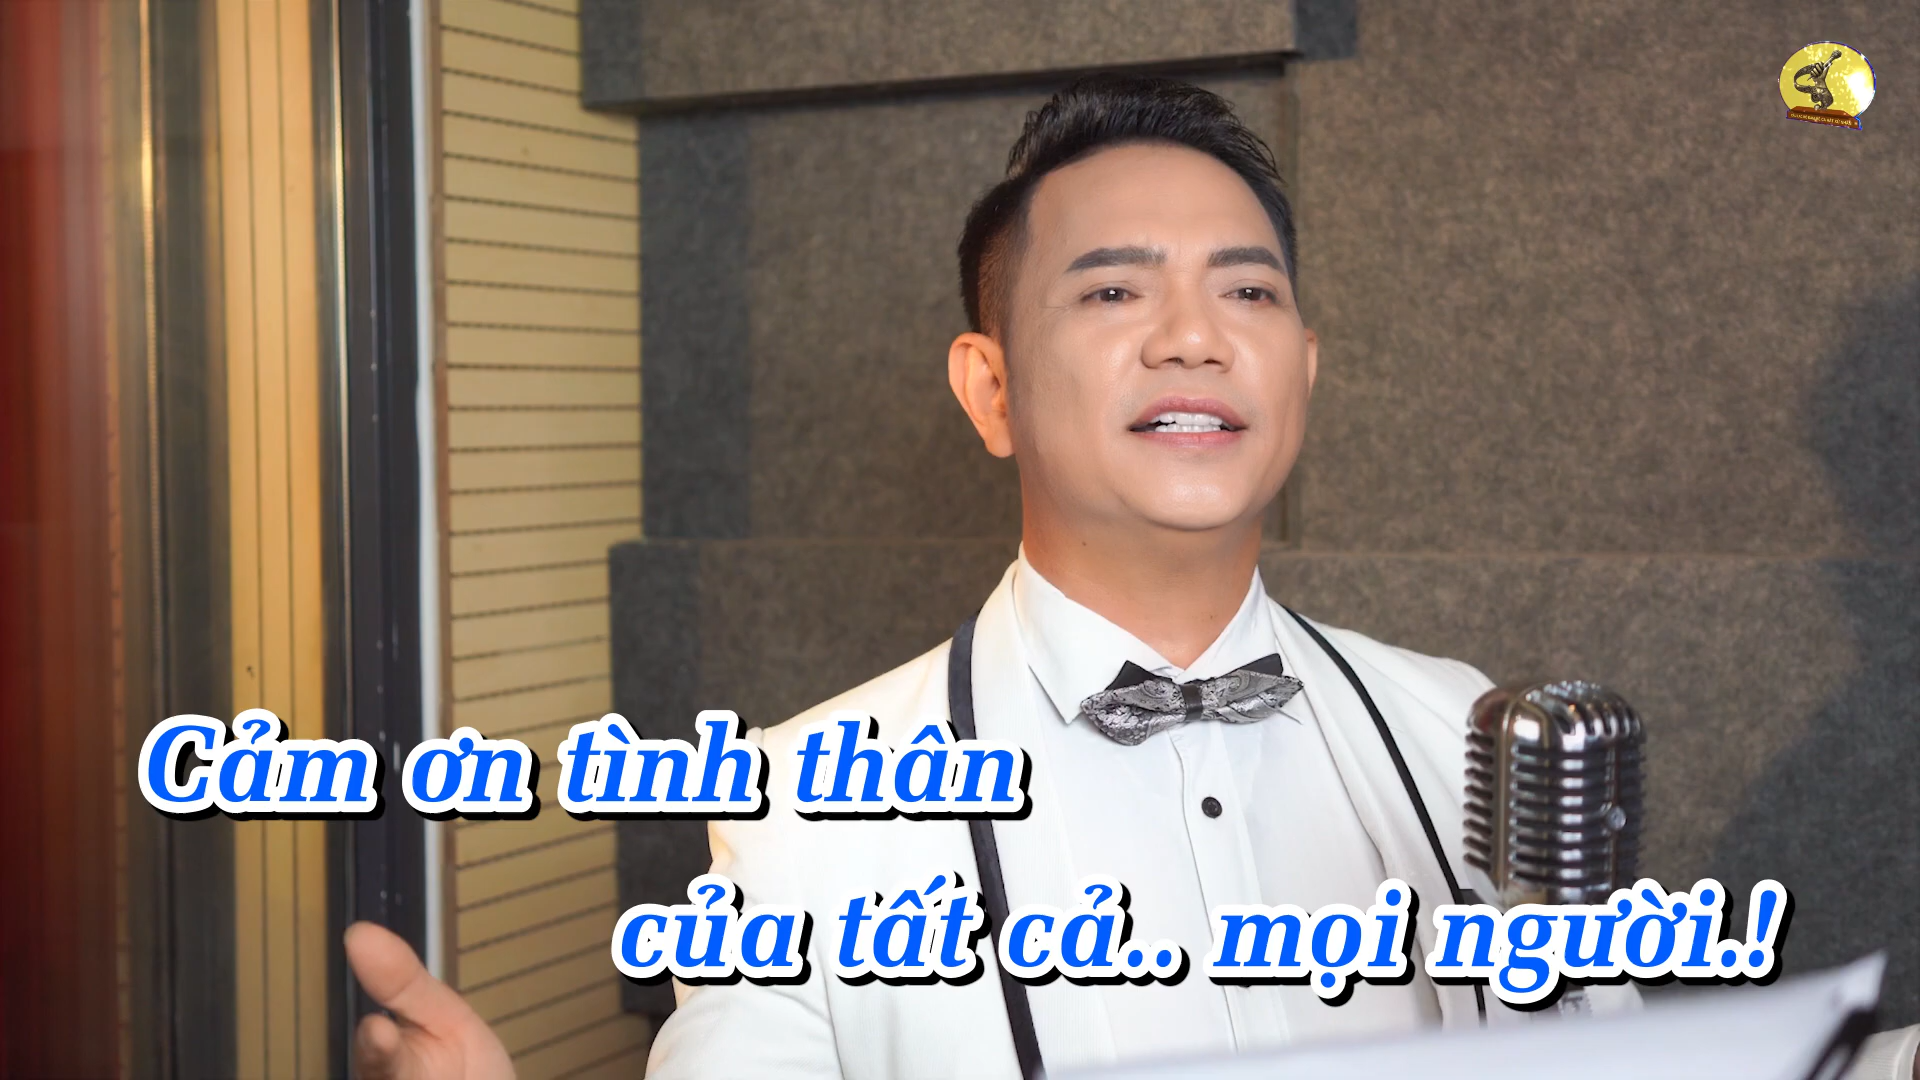 Cảm ơn tình thân
của tất cả.. mọi người.!